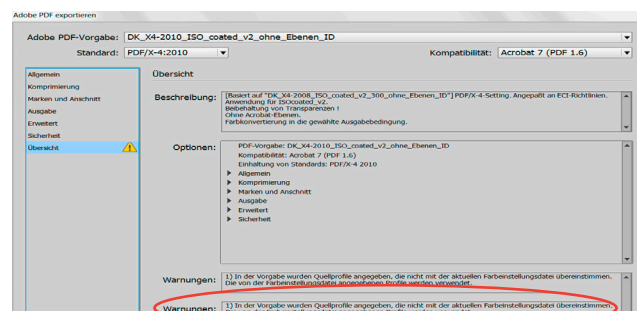 Adobe PDF exportieren
Adobe PDF-Vorgabe: DK_X4-2010_ISO_coated_v2_ohne_Ebenen_ID
Standard: PDF/X-4:2010 Kompatibilität: Acrobat 7 (PDF 1.6)
Allgemein
Komprimierung
Marken und Anschnitt
Ausgabe
Erweitert
Sicherheit
Übersicht
Übersicht
Beschreibung: [Basiert auf "DK_X4-2008_ISO_coated_v2_300_ohne_Ebenen_ID"] PDF/X-4-Setting. Angepaßt an ECI-Richtlinien.
Anwendung für ISOcoated_v2.
Beibehaltung von Transparenzen !
Ohne Acrobat-Ebenen.
Farbkonvertierung in die gewählte Ausgabebedingung.
Optionen: PDF-Vorgabe: DK_X4-2010_ISO_coated_v2_ohne_Ebenen_ID
Kompatibilität: Acrobat 7 (PDF 1.6)
Einhaltung von Standards: PDF/X-4 2010
Allgemein
Komprimierung
Marken und Anschnitt
Ausgabe
Erweitert
Sicherheit
Warnungen: 1) In der Vorgabe wurden Quellprofile angegeben, die nicht mit der aktuellen Farbeinstellungsdatei übereinstimmen.
Die von der Farbeinstellungsdatei angegebenen Profile werden verwendet.
Warnungen: 1) In der Vorgabe wurden Quellprofile angegeben, die nicht mit der aktuellen Farbeinstellungsdatei übereinstimmen.